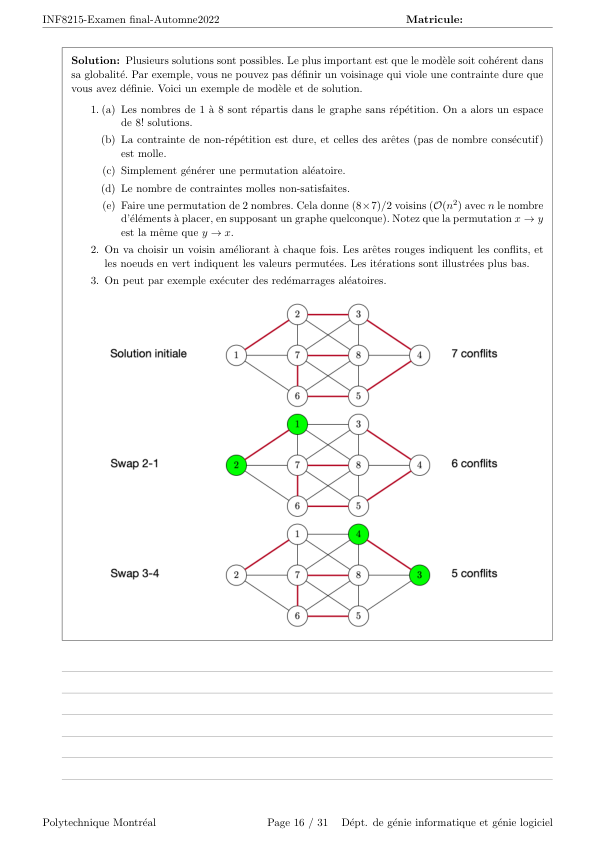 INF8215-Examen final-Automne2022 Matricule:
Solution: Plusieurs solutions sont possibles. Le plus important est que le modèle soit cohérent dans
sa globalité. Par exemple, vous ne pouvez pas définir un voisinage qui viole une contrainte dure que
vous avez définie. Voici un exemple de modèle et de solution.
1. (a) Les nombres de 1 à 8 sont répartis dans le graphe sans répétition. On a alors un espace
de 8! solutions.
(b) La contrainte de non-répétition est dure, et celles des arêtes (pas de nombre consécutif)
est molle.
(c) Simplement générer une permutation aléatoire.
(d) Le nombre de contraintes molles non-satisfaites.
(e) Faire une permutation de 2 nombres. Cela donne (8×7)/2 voisins (O(n²) avec n le nombre
d'éléments à placer, en supposant un graphe quelconque). Notez que la permutation x → y
est la même que y → x.
2. On va choisir un voisin améliorant à chaque fois. Les arêtes rouges indiquent les conflits, et
les noeuds en vert indiquent les valeurs permutées. Les itérations sont illustrées plus bas.
3. On peut par exemple exécuter des redémarrages aléatoires.
2 3
Solution initiale 1 7 8 4 7 conflits
6 5
1 3
Swap 2-1 2 7 8 4 6 conflits
6 5
1 4
Swap 3-4 2 7 8 3 5 conflits
6 5
Polytechnique Montréal Page 16 / 31 Dépt. de génie informatique et génie logiciel